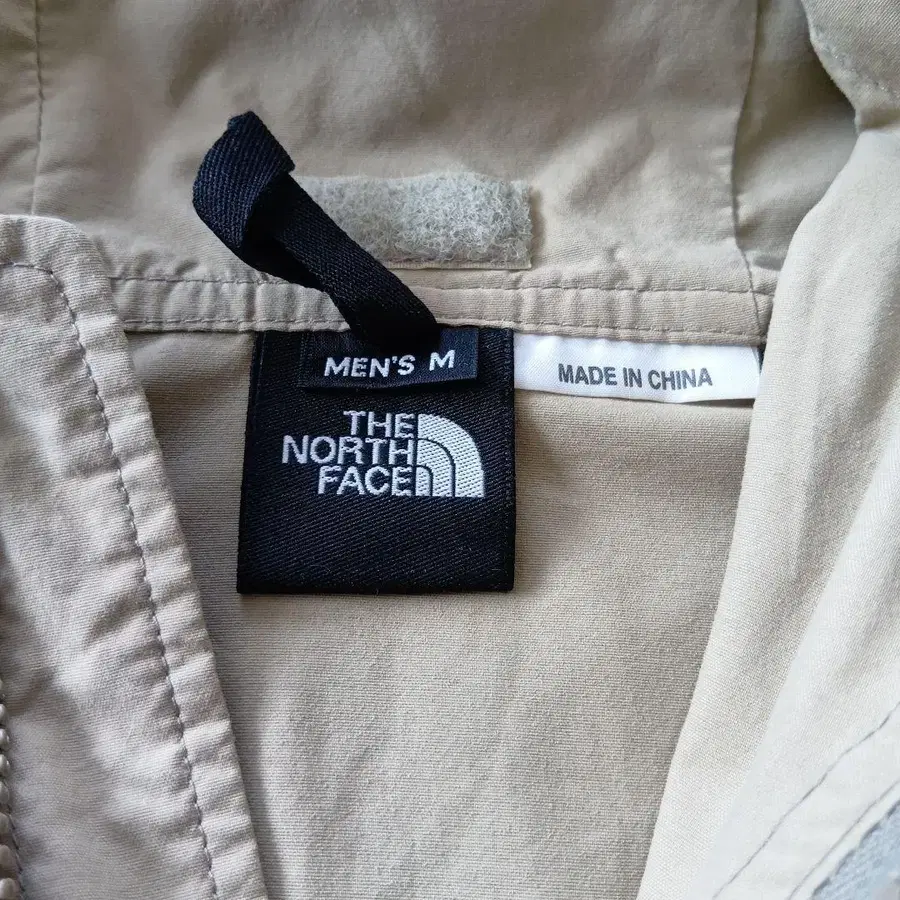 MEN'S M
MADE IN CHINA
THE
NORTH
FACE